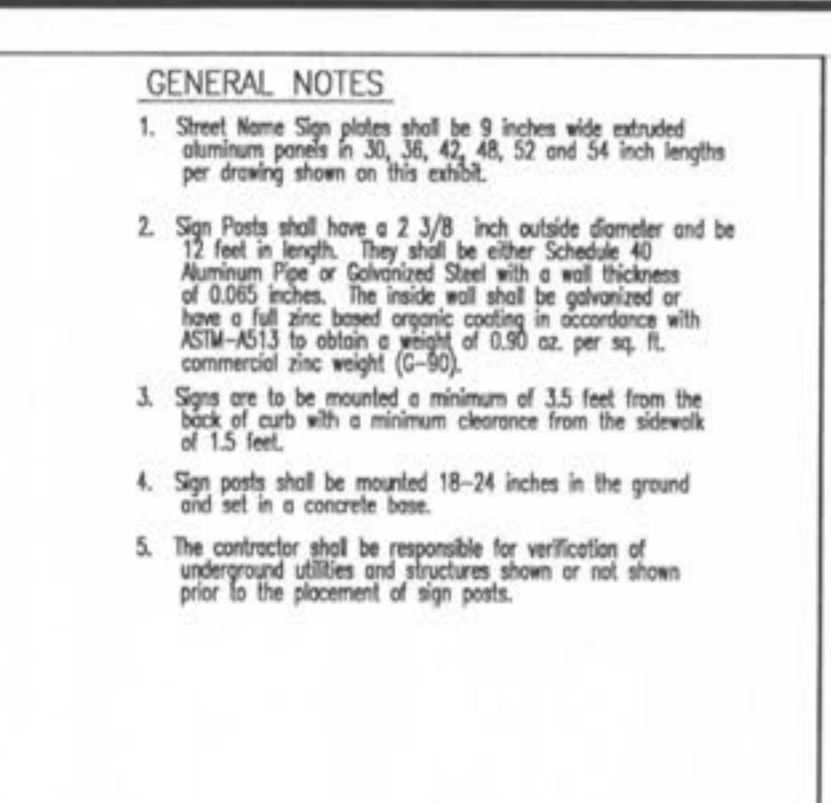 GENERAL NOTES
1. Street Name Sign plates shall be 9 inches wide extruded
aluminum panels in 30, 36, 42, 48, 52 and 54 inch lengths
per drawing shown on this exhibit.
2. Sign Posts shall have a 2 3/8 inch outside diameter and be
12 feet in length. They shall be either Schedule 40
Aluminum Pipe or Galvanized Steel with a wall thickness
of 0.065 inches. The inside wall shall be galvanized or
have a full zinc based organic coating in accordance with
ASTM-A513 to obtain a weight of 0.90 oz. per sq. ft.
commercial zinc weight (G-90).
3. Signs are to be mounted a minimum of 3.5 feet from the
back of curb with a minimum clearance from the sidewalk
of 1.5 feet.
4. Sign posts shall be mounted 18-24 inches in the ground
and set in a concrete base.
5. The contractor shall be responsible for verification of
underground utilities and structures shown or not shown
prior to the placement of sign posts.